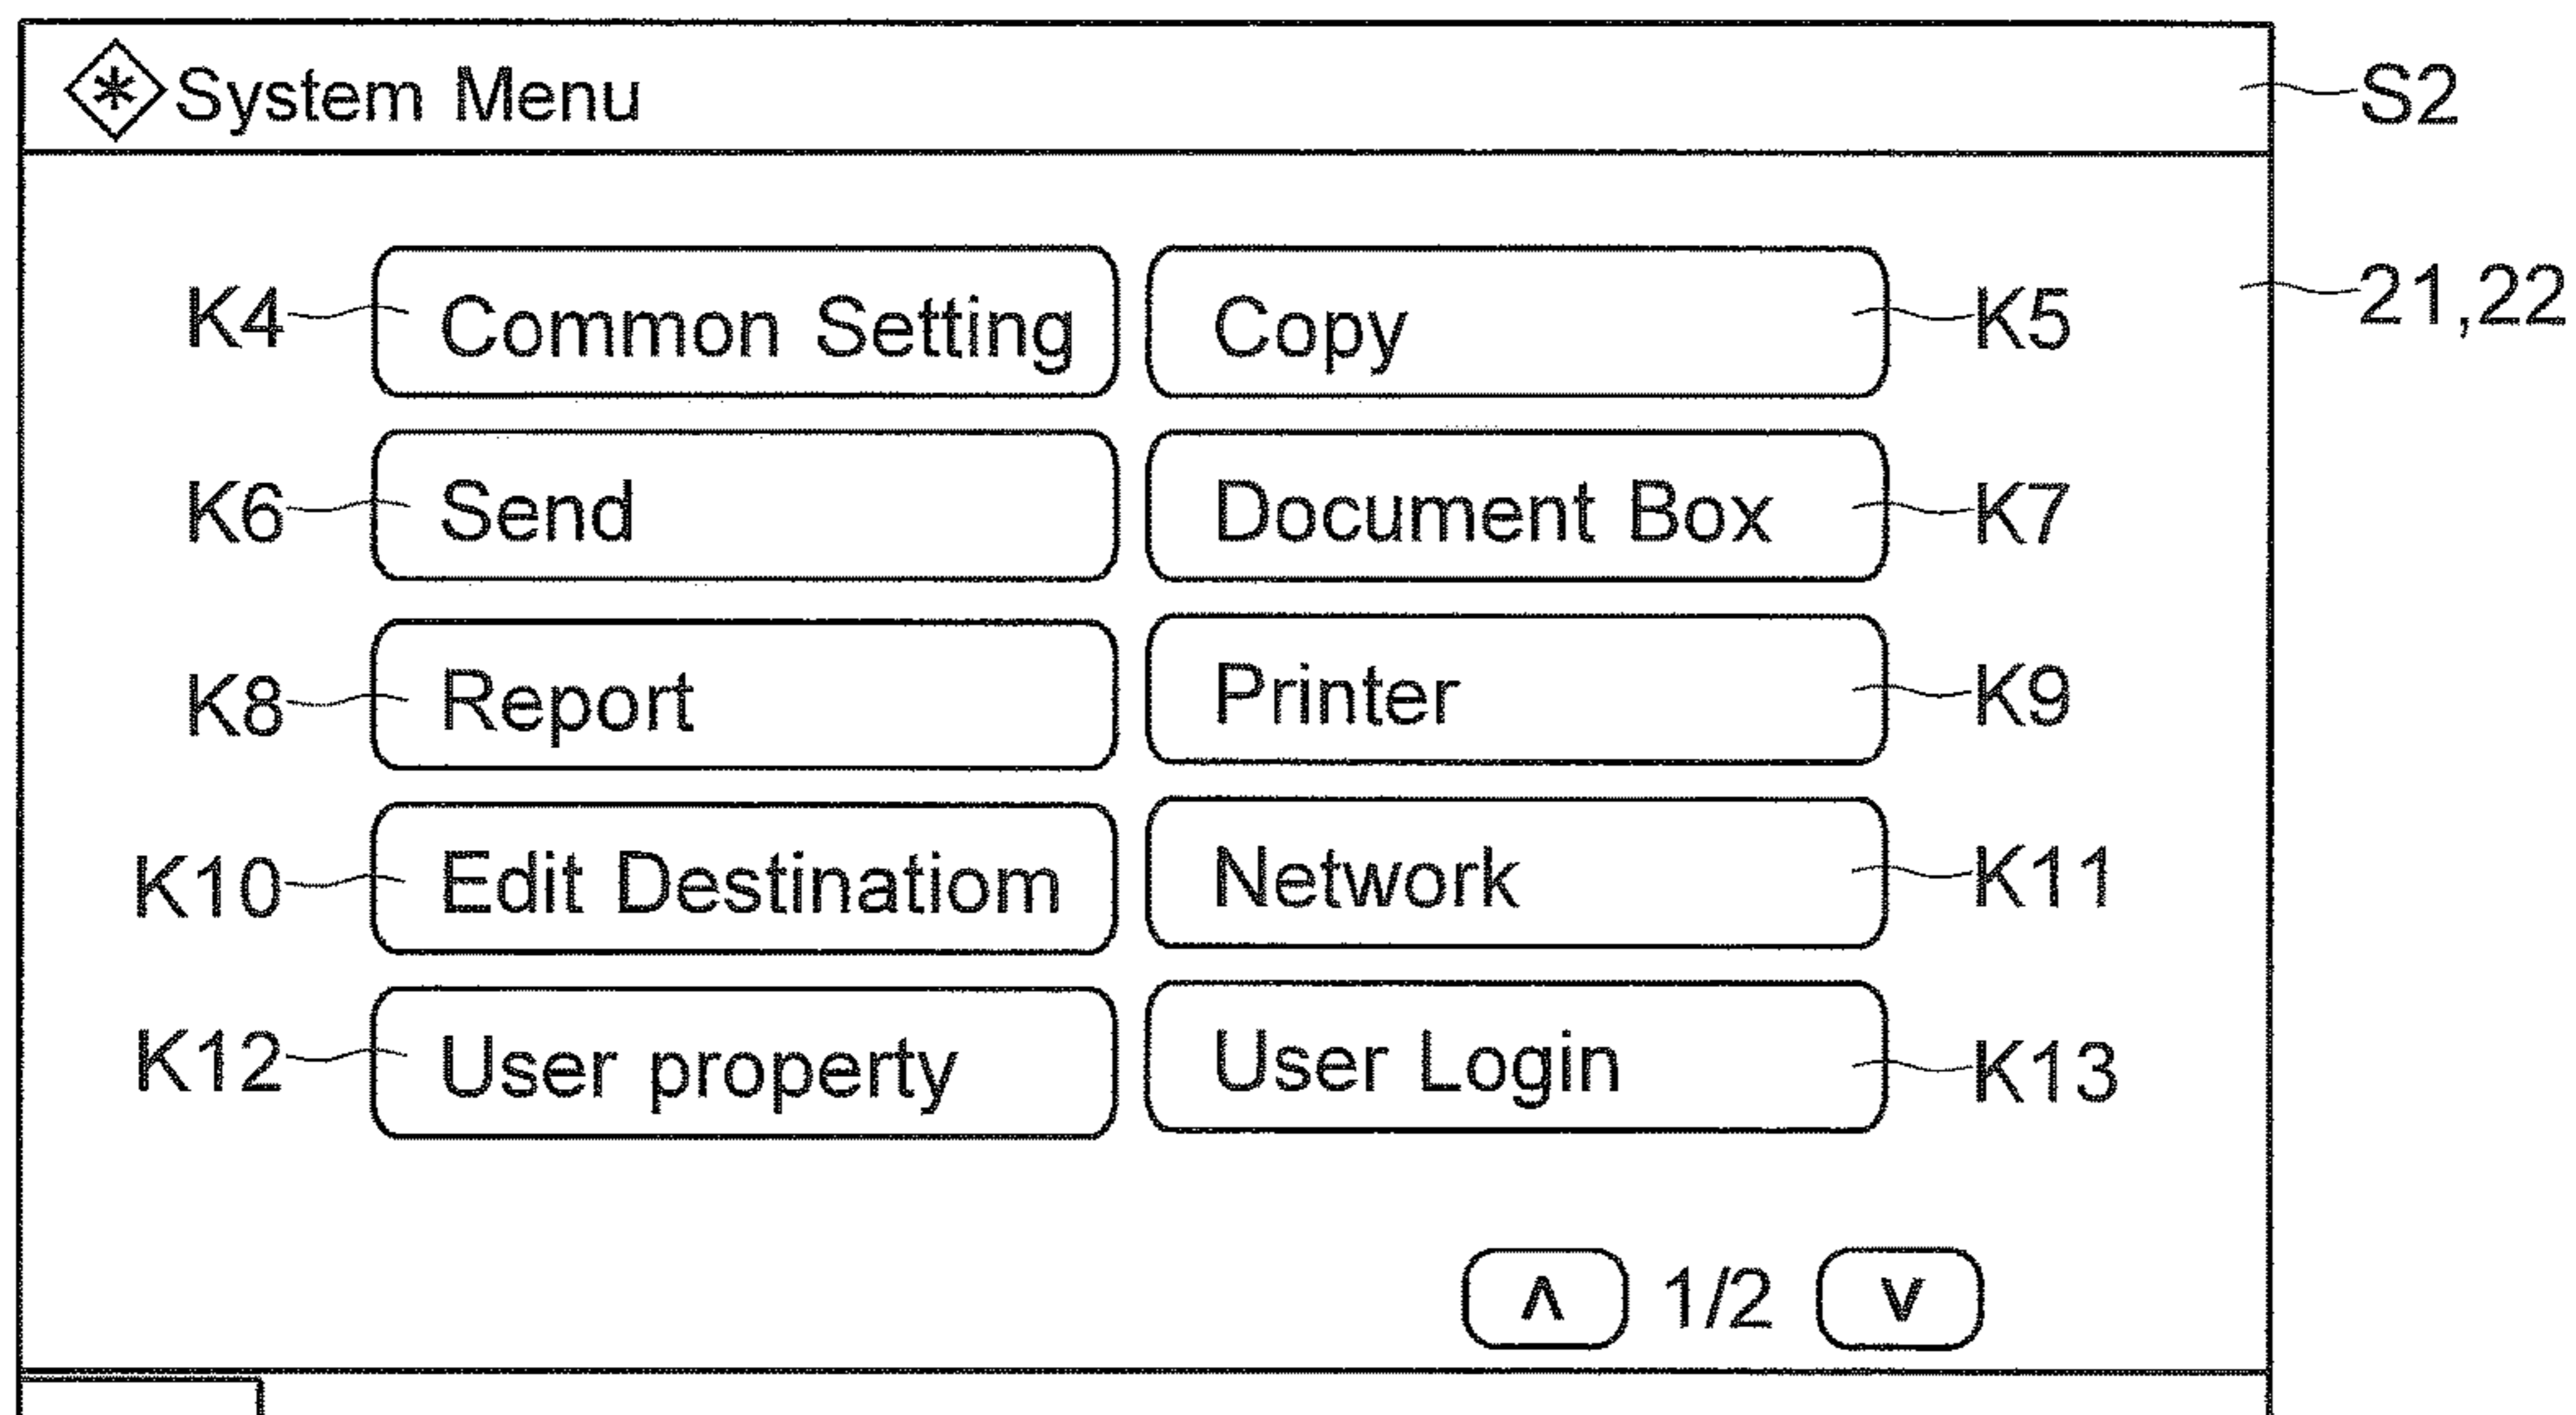 System Menu S2
K4 Common Setting Copy K5 21,22
K6 Send Document Box K7
K8 Report Printer K9
K10 Edit Destinatiom Network K11
K12 User property User Login K13
∧ 1/2 ∨